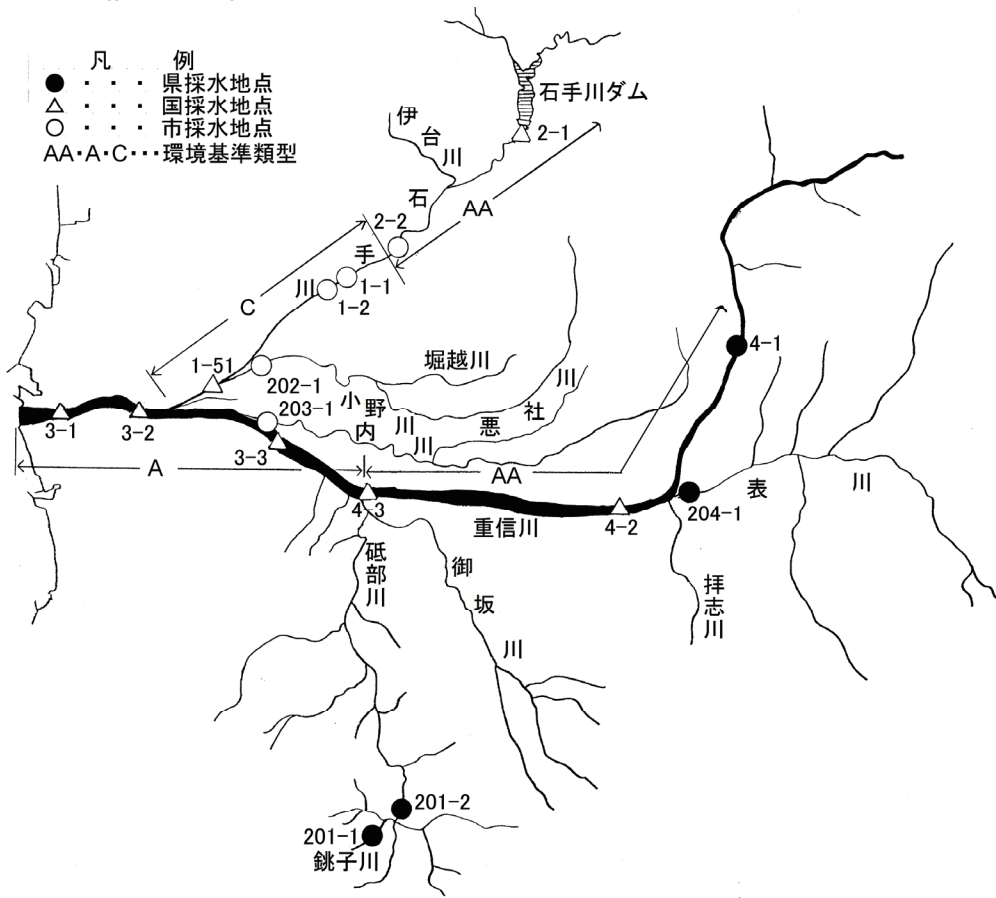 凡 例
● ・ ・ ・ 県採水地点
△ ・ ・ ・ 国採水地点
○ ・ ・ ・ 市採水地点
AA・A・C・・・環境基準類型
石手川ダム
2-1
伊台川
AA
石手川
2-2
1-1
1-2
C
1-51
202-1
堀越川
小野川
悪社川
203-1
内川
4-1
3-1
3-2
3-3
A
AA
4-3
重信川
4-2
204-1
表川
拝志川
砥部川
御坂川
201-2
201-1
銚子川